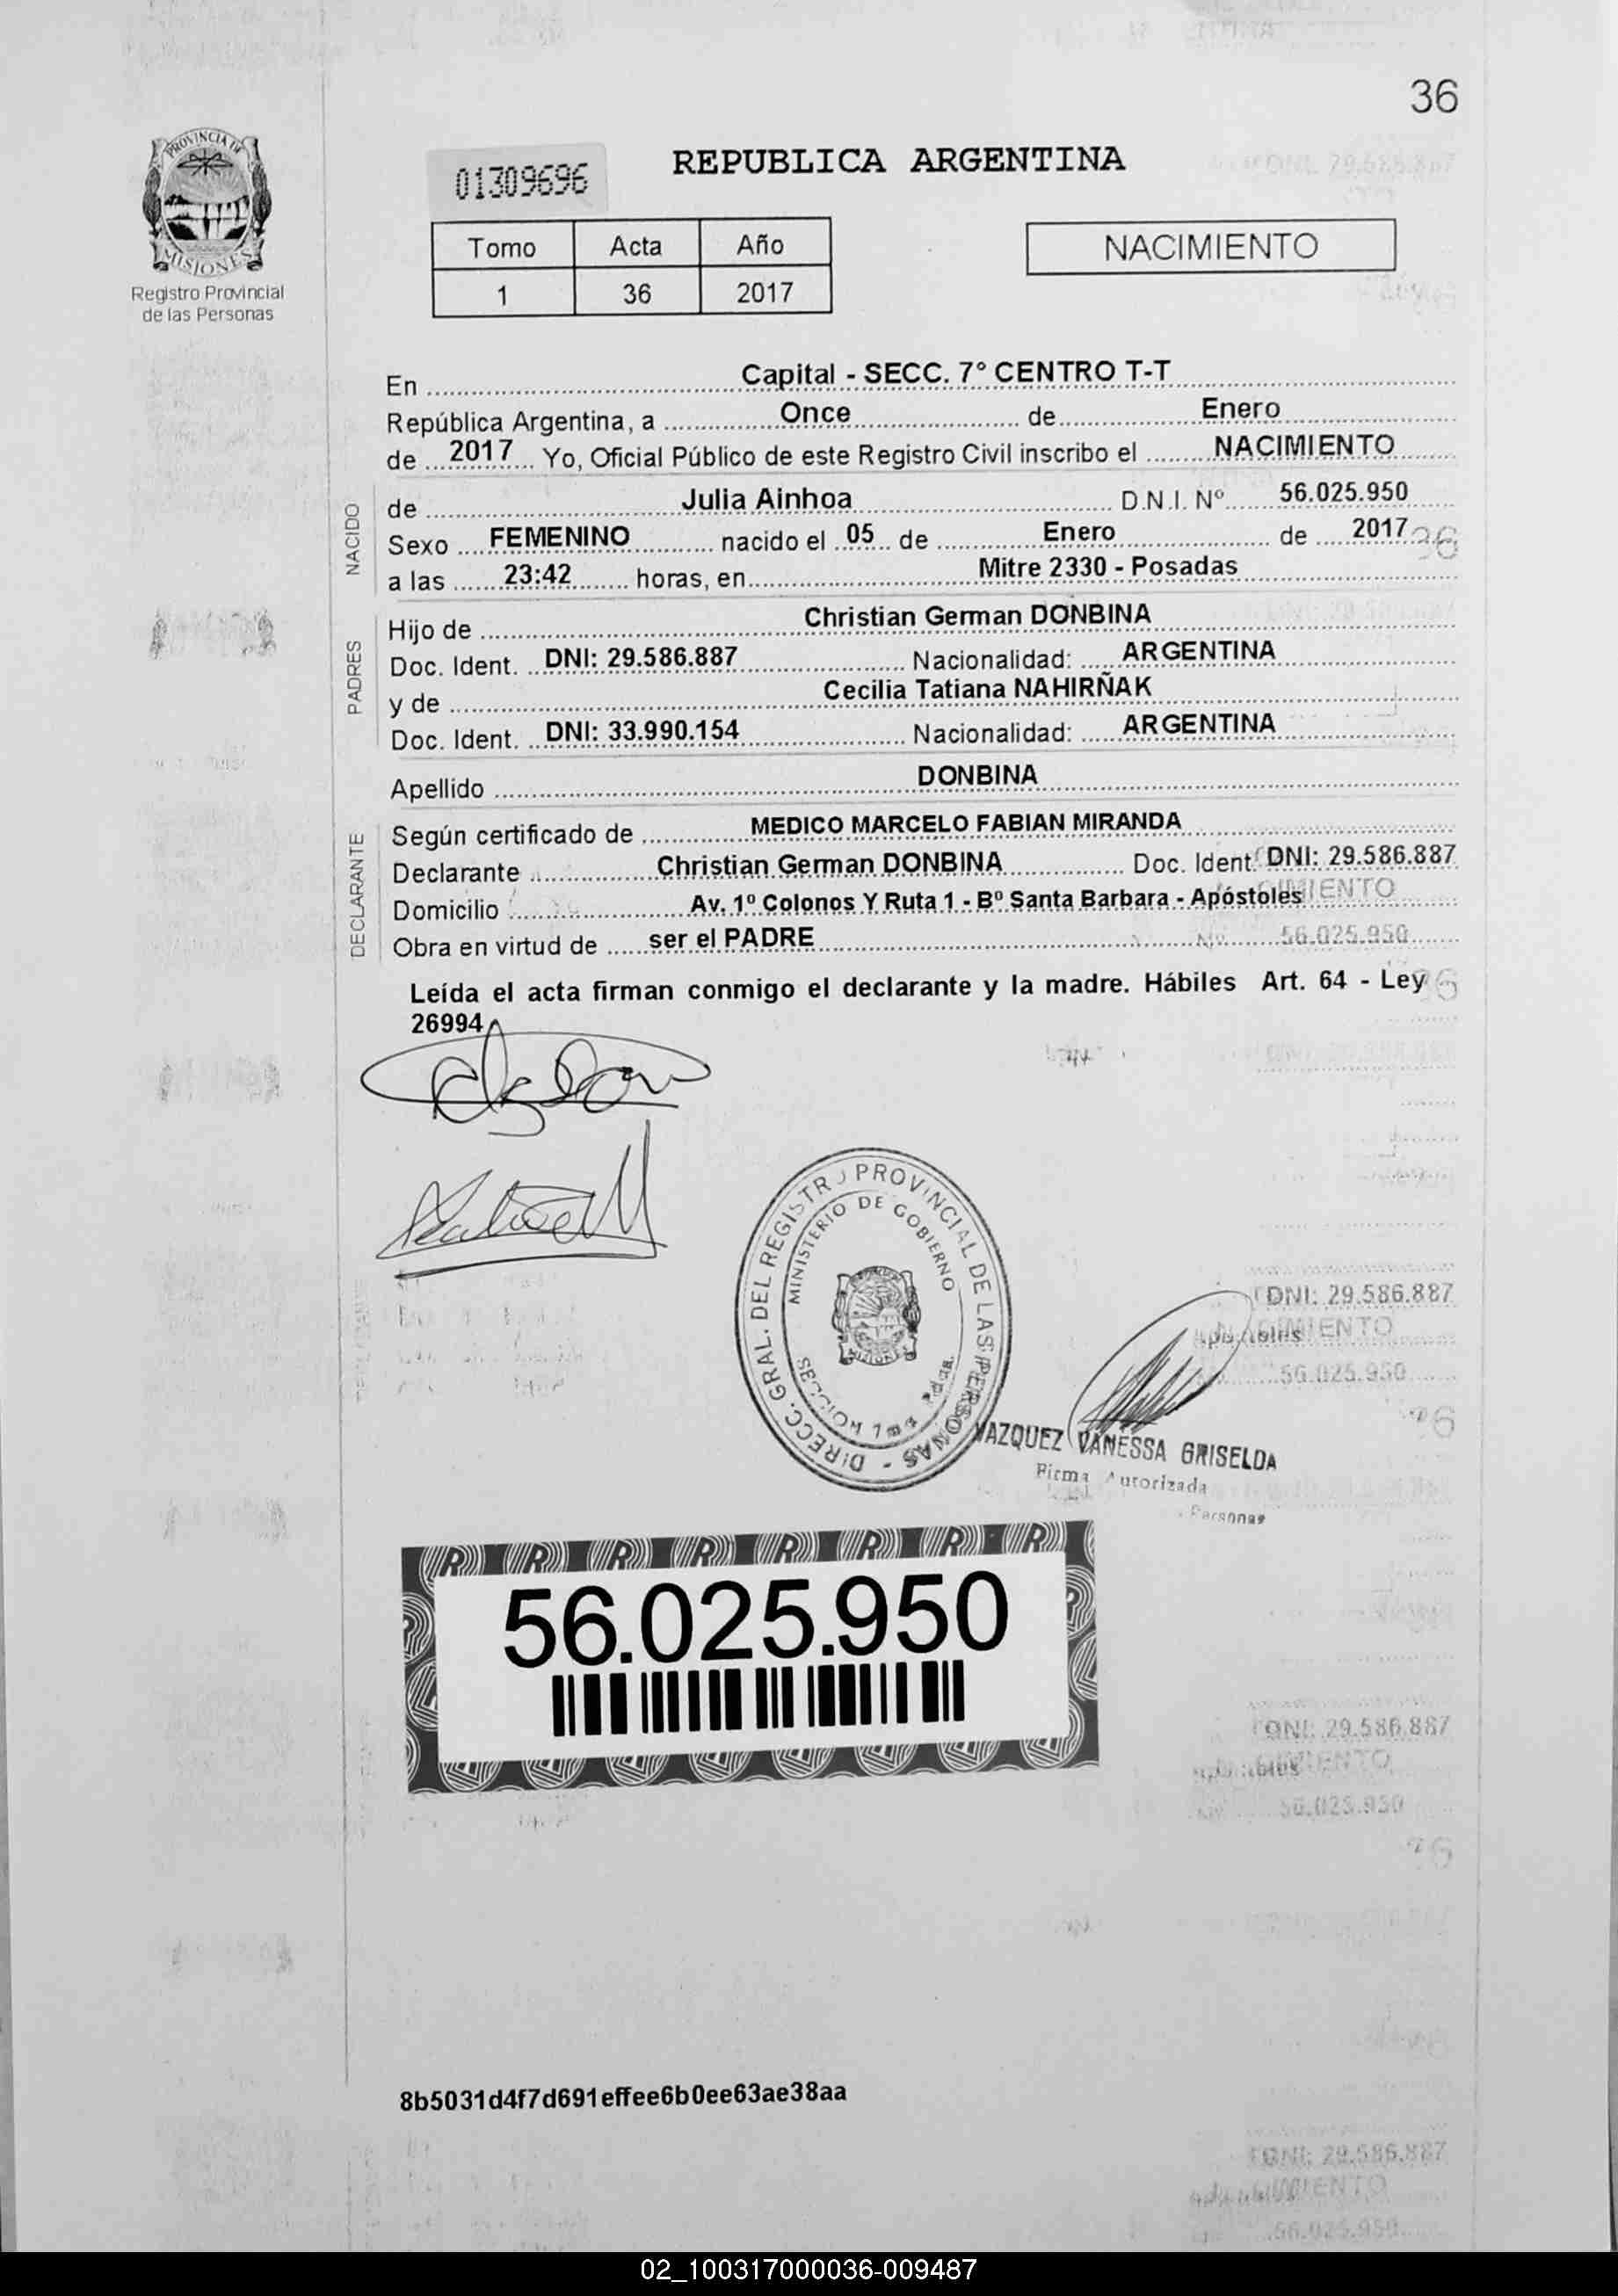 36
PROVINCIA DE
MISIONES
Registro Provincial
de las Personas
01309696
REPUBLICA ARGENTINA
Tomo Acta Año
1 36 2017
NACIMIENTO
En Capital - SECC. 7° CENTRO T-T
República Argentina, a Once de Enero
de 2017 Yo, Oficial Público de este Registro Civil inscribo el NACIMIENTO
NACIDO
de Julia Ainhoa D.N.I. Nº 56.025.950
Sexo FEMENINO nacido el 05 de Enero de 2017
a las 23:42 horas, en Mitre 2330 - Posadas
PADRES
Hijo de Christian German DONBINA
Doc. Ident. DNI: 29.586.887 Nacionalidad: ARGENTINA
y de Cecilia Tatiana NAHIRÑAK
Doc. Ident. DNI: 33.990.154 Nacionalidad: ARGENTINA
Apellido DONBINA
DECLARANTE
Según certificado de MEDICO MARCELO FABIAN MIRANDA
Declarante Christian German DONBINA Doc. Ident. DNI: 29.586.887
Domicilio Av. 1º Colonos Y Ruta 1 - Bº Santa Barbara - Apóstoles
Obra en virtud de ser el PADRE
Leída el acta firman conmigo el declarante y la madre. Hábiles Art. 64 - Ley
26994
DIRECC. GRAL. DEL REGISTRO PROVINCIAL DE LAS PERSONAS
MINISTERIO DE GOBIERNO
SECCION 7ma Pdas.
MISIONES
VAZQUEZ VANESSA GRISELDA
Firma Autorizada
Personas
56.025.950
8b5031d4f7d691effee6b0ee63ae38aa
02_100317000036-009487